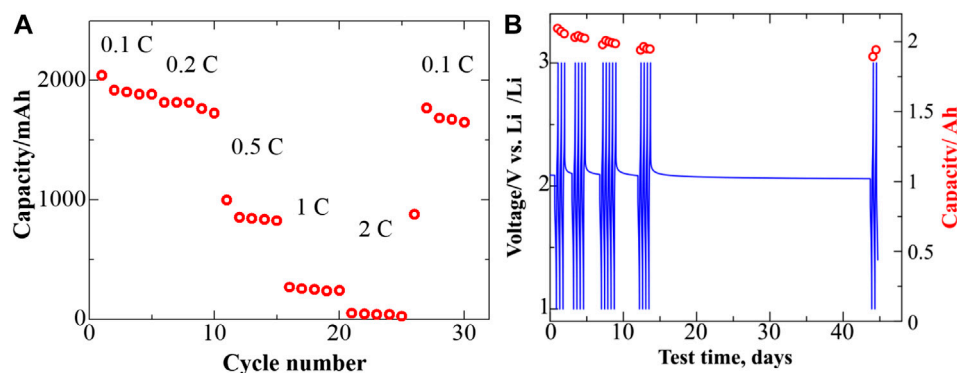 A
0.1 C
0.2 C
0.5 C
1 C
2 C
0.1 C
2000
1000
0
0
10
20
30
Capacity/mAh
Cycle number
B
3
2
1
Voltage/V vs. Li /Li
2
1.5
1
0.5
0
Capacity/ Ah
0
10
20
30
40
Test time, days